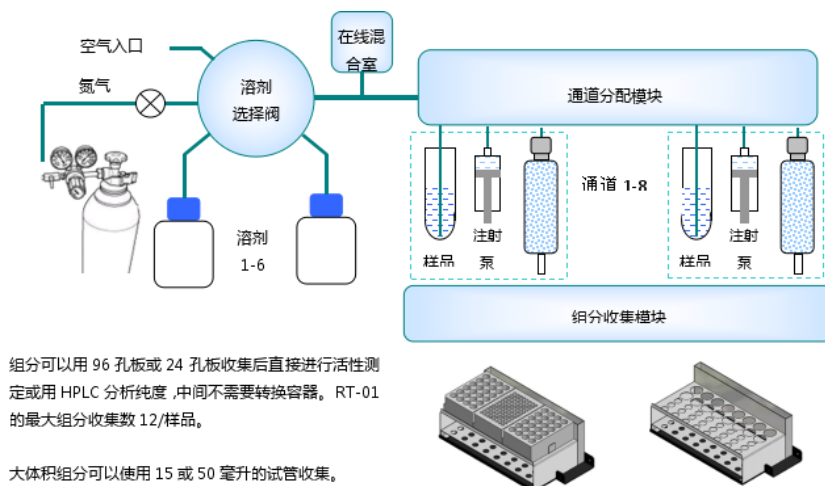 空气入口
氮气
溶剂
选择阀
在线混
合室
通道分配模块
通道 1-8
样品
注射
泵
样品
注射
泵
溶剂
1-6
组分收集模块
组分可以用 96 孔板或 24 孔板收集后直接进行活性测
定或用 HPLC 分析纯度 ,中间不需要转换容器。RT-01
的最大组分收集数 12/样品。
大体积组分可以使用 15 或 50 毫升的试管收集。